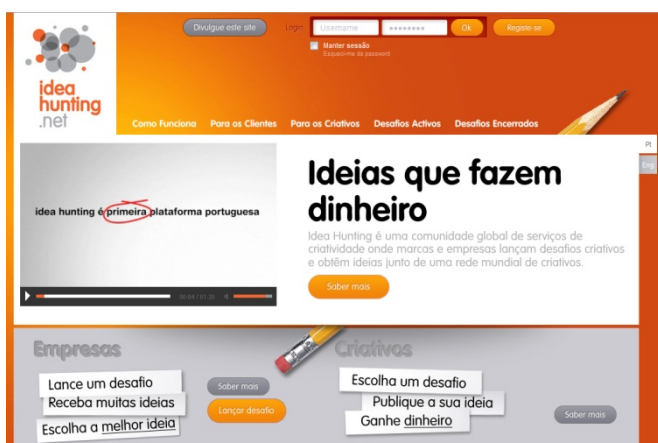 Divulgue este site
Login
Username
Ok
Registe-se
Manter sessão
Esqueci-me da password
idea
hunting
.net
Como Funciona Para os Clientes Para os Criativos Desafios Activos Desafios Encerrados
Pt
Eng
idea hunting é primeira plataforma portuguesa
00:04 / 01:20
Ideias que fazem
dinheiro
Idea Hunting é uma comunidade global de serviços de
criatividade onde marcas e empresas lançam desafios criativos
e obtêm ideias junto de uma rede mundial de criativos.
Saber mais
Empresas
Lance um desafio
Receba muitas ideias
Escolha a melhor ideia
Saber mais
Lançar desafio
Criativos
Escolha um desafio
Publique a sua ideia
Ganhe dinheiro
Saber mais